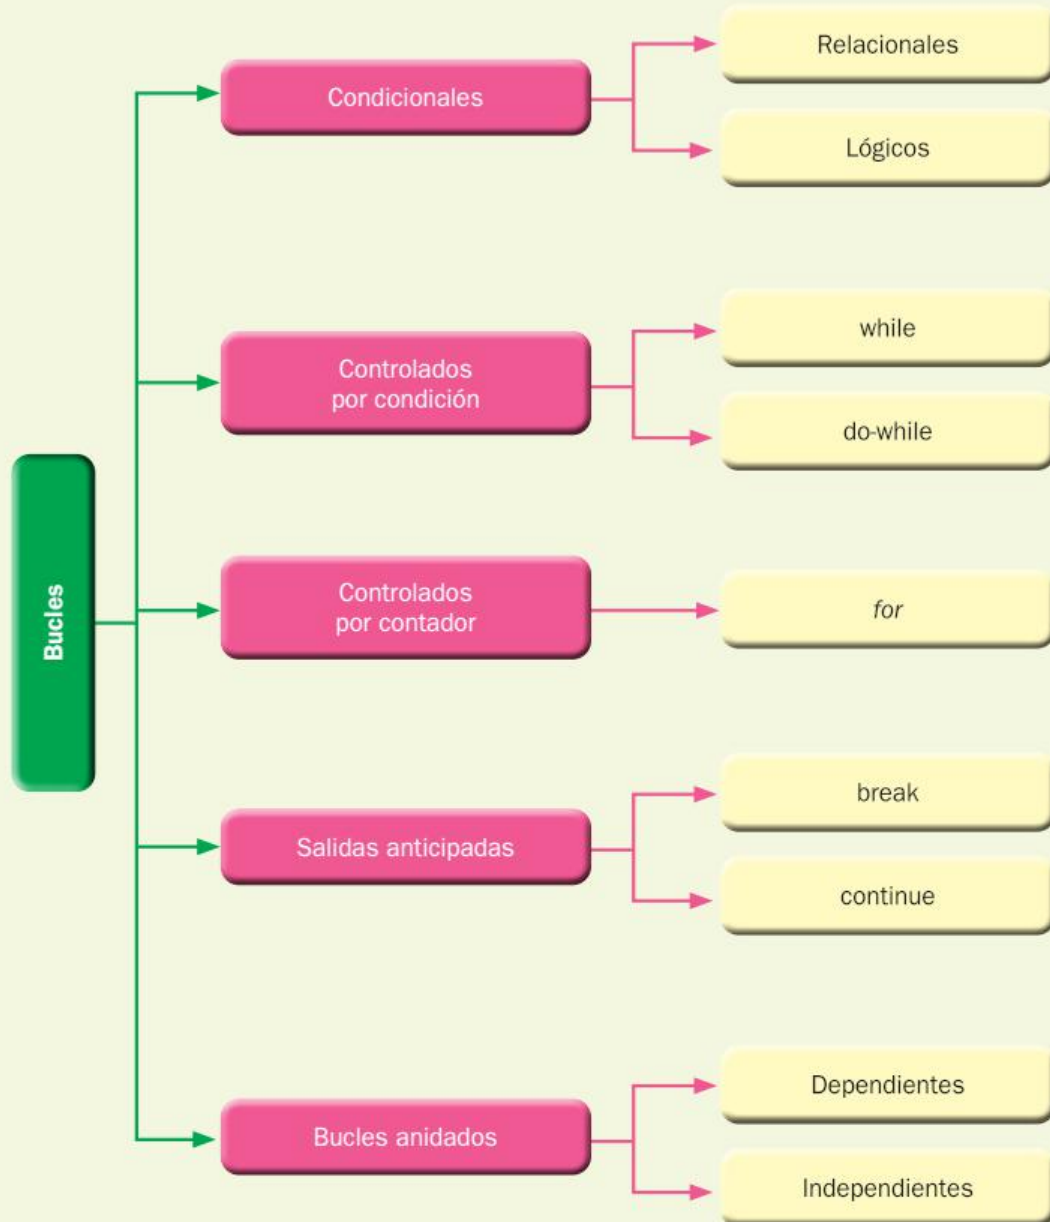 Bucles
Condicionales
Relacionales
Lógicos
Controlados
por condición
while
do-while
Controlados
por contador
for
Salidas anticipadas
break
continue
Bucles anidados
Dependientes
Independientes